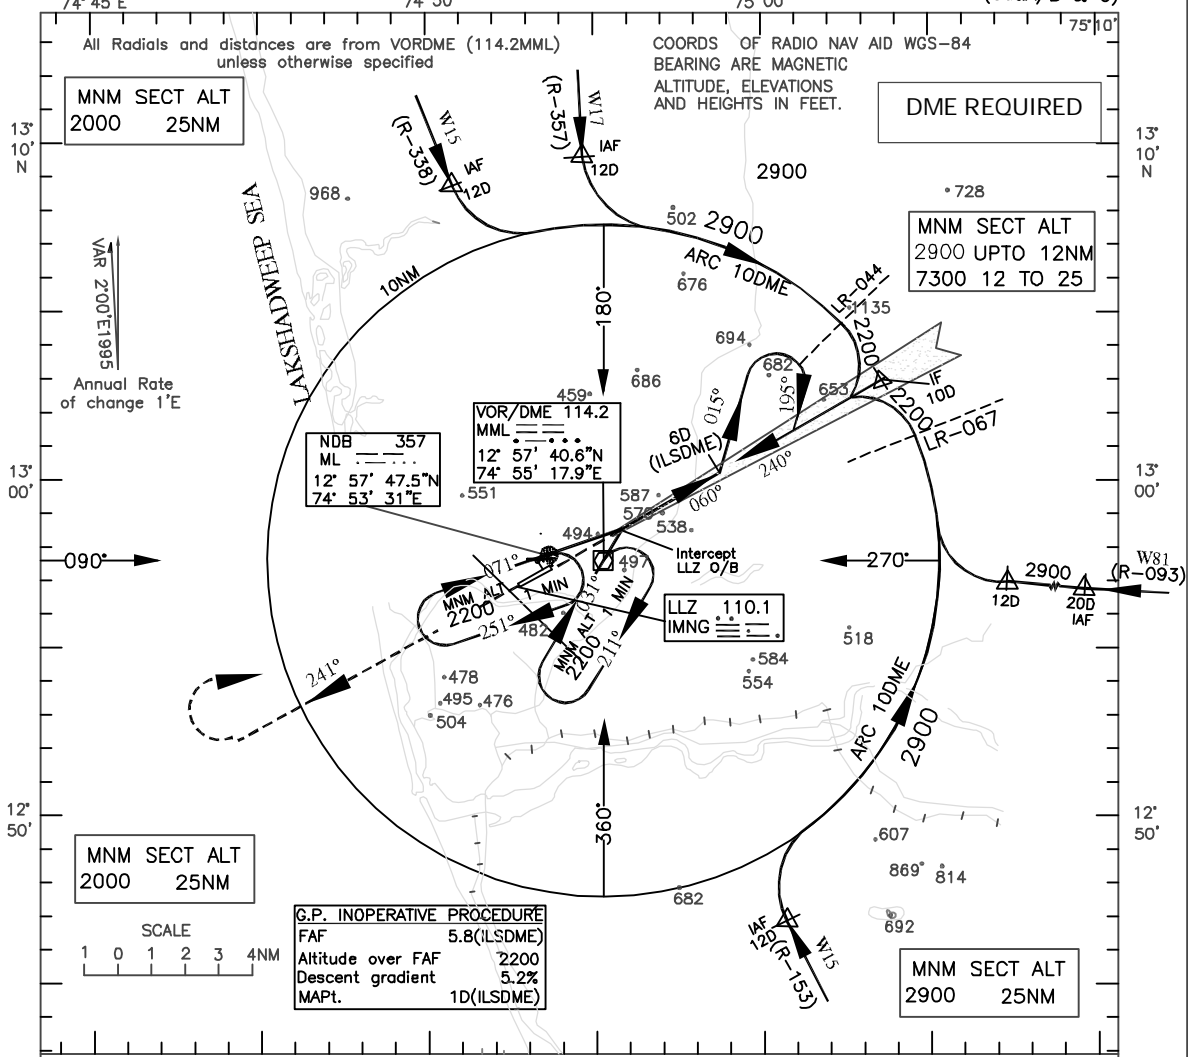 74° 45'E
74° 50'
75° 00'
75°10'
All Radials and distances are from VORDME (114.2MML)
unless otherwise specified
COORDS OF RADIO NAV AID WGS-84
BEARING ARE MAGNETIC
ALTITUDE, ELEVATIONS
AND HEIGHTS IN FEET.
DME REQUIRED
MNM SECT ALT
2000 25NM
13°
10'
N
13°
10'
N
W15
(R-338)
IAF
12D
W17
(R-357)
IAF
12D
2900
728
968
502
2900
ARC 10DME
MNM SECT ALT
2900 UPTO 12NM
7300 12 TO 25
LAKSHADWEEP SEA
VAR 2°00'E1995
Annual Rate
of change 1'E
10NM
180°
676
LR-044
1135
2200
694
682
686
653
459
IF
10D
2200
LR-067
015°
195°
VOR/DME 114.2
MML
12° 57' 40.6"N
74° 55' 17.9"E
NDB 357
ML
12° 57' 47.5"N
74° 53' 31"E
6D
(ILSDME)
240°
060°
13°
00'
13°
00'
551
587
570
538
494
497
Intercept
LLZ O/B
090°
270°
W81
(R-093)
2900
12D
20D
IAF
071°
1 MIN
MNM ALT
2200
251°
031°
1 MIN
MNM ALT
2200
211°
482
LLZ 110.1
IMNG
518
584
554
241°
478
495
476
504
ARC 10DME
2900
360°
12°
50'
12°
50'
607
869
814
692
682
MNM SECT ALT
2000 25NM
SCALE
1 0 1 2 3 4NM
G.P. INOPERATIVE PROCEDURE
FAF 5.8(ILSDME)
Altitude over FAF 2200
Descent gradient 5.2%
MAPt. 1D(ILSDME)
IAF
12D
(R-153)
W15
MNM SECT ALT
2900 25NM